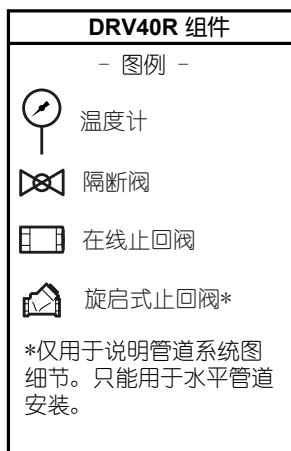 DRV40R 组件
- 图例 -
温度计
隔断阀
在线止回阀
旋启式止回阀*
*仅用于说明管道系统图
细节。只能用于水平管道
安装。